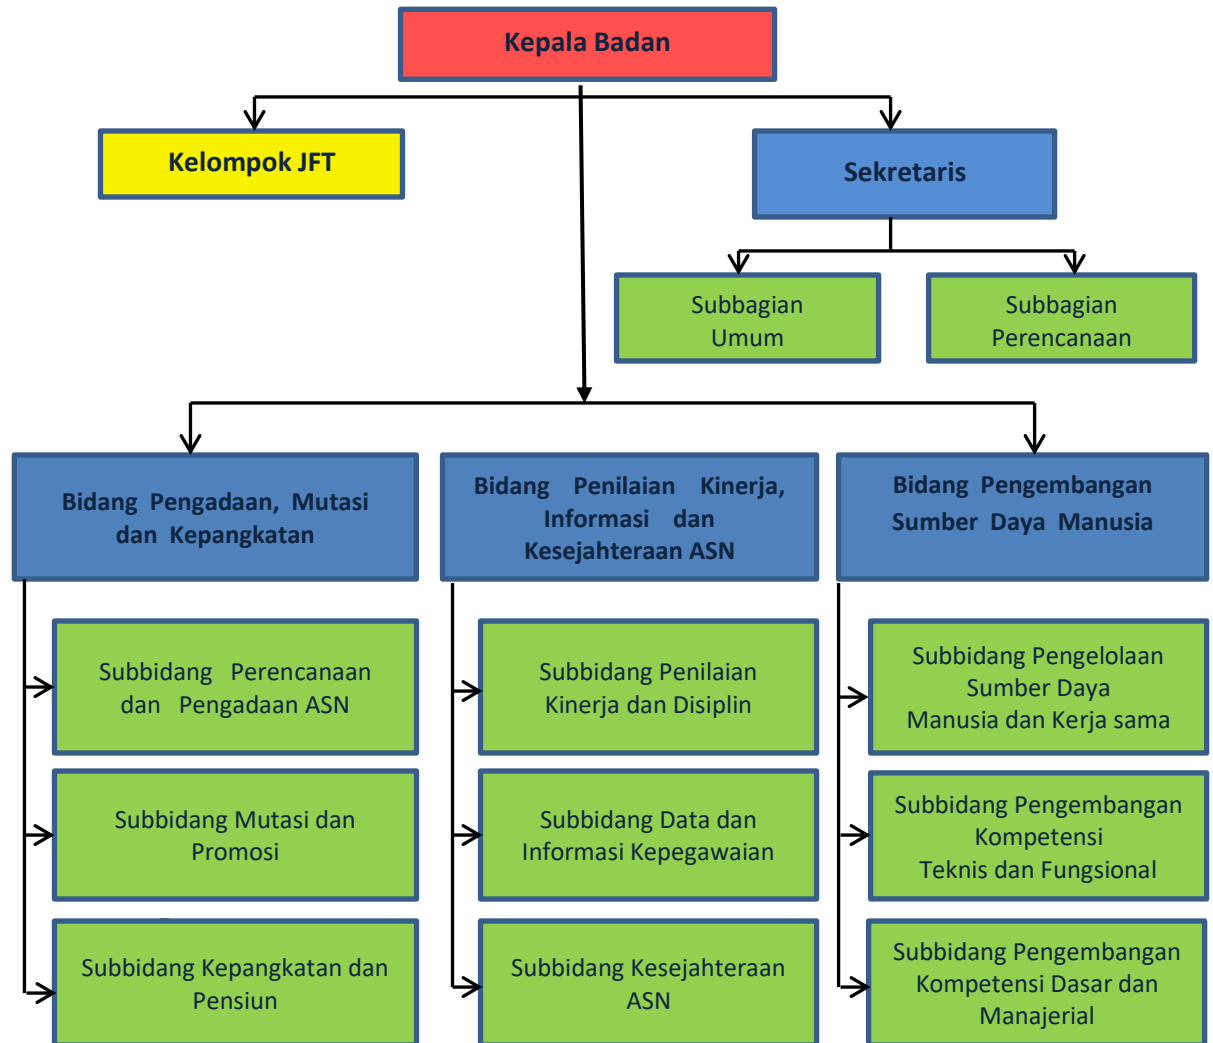 Kepala Badan
Kelompok JFT
Sekretaris
Subbagian
Umum
Subbagian
Perencanaan
Bidang Pengadaan, Mutasi
dan Kepangkatan
Bidang Penilaian Kinerja,
Informasi dan
Kesejahteraan ASN
Bidang Pengembangan
Sumber Daya Manusia
Subbidang Perencanaan
dan Pengadaan ASN
Subbidang Penilaian
Kinerja dan Disiplin
Subbidang Pengelolaan
Sumber Daya
Manusia dan Kerja sama
Subbidang Mutasi dan
Promosi
Subbidang Data dan
Informasi Kepegawaian
Subbidang Pengembangan
Kompetensi
Teknis dan Fungsional
Subbidang Kepangkatan dan
Pensiun
Subbidang Kesejahteraan
ASN
Subbidang Pengembangan
Kompetensi Dasar dan
Manajerial